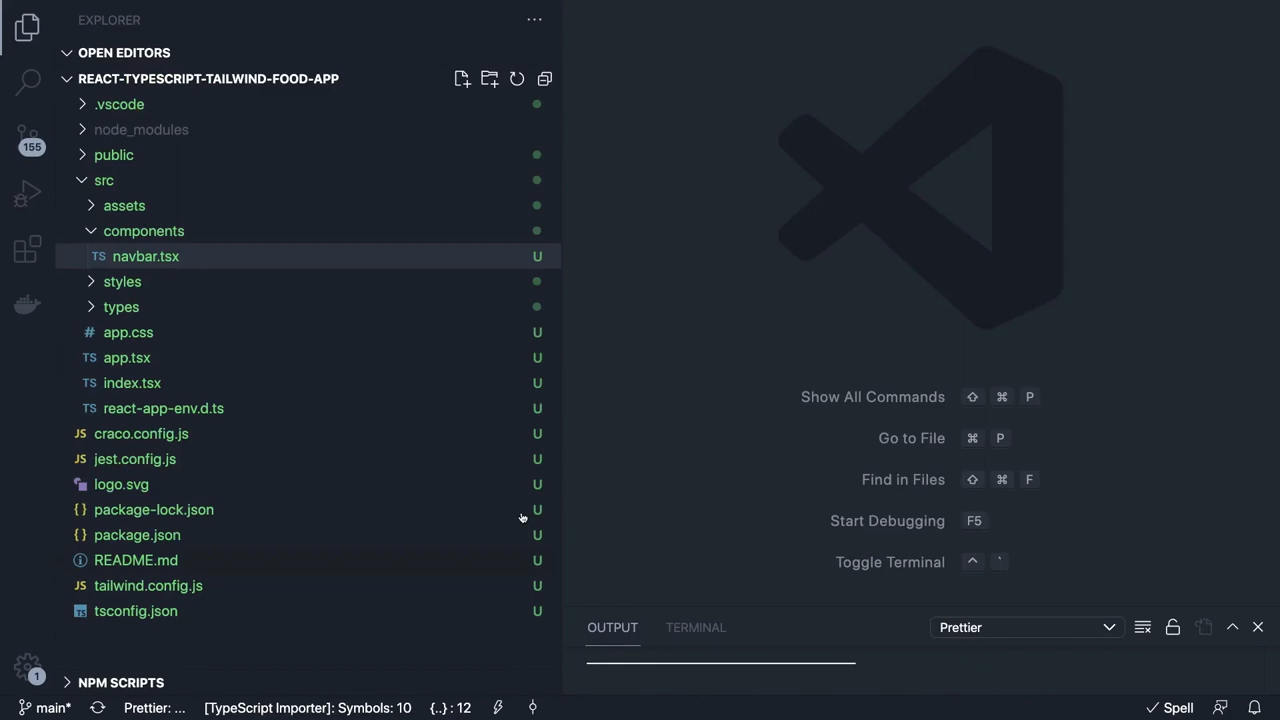 EXPLORER
OPEN EDITORS
REACT-TYPESCRIPT-TAILWIND-FOOD-APP
.vscode
node_modules
155
public
src
assets
components
TS navbar.tsx U
styles
types
# app.css U
TS app.tsx U
TS index.tsx U
TS react-app-env.d.ts U
JS craco.config.js U
JS jest.config.js U
logo.svg U
{} package-lock.json U
{} package.json U
README.md U
JS tailwind.config.js U
TS tsconfig.json U
1
NPM SCRIPTS
Show All Commands ⇧ ⌘ P
Go to File ⌘ P
Find in Files ⇧ ⌘ F
Start Debugging F5
Toggle Terminal ^ `
OUTPUT TERMINAL Prettier
main* Prettier: ... [TypeScript Importer]: Symbols: 10 {..} : 12 Spell